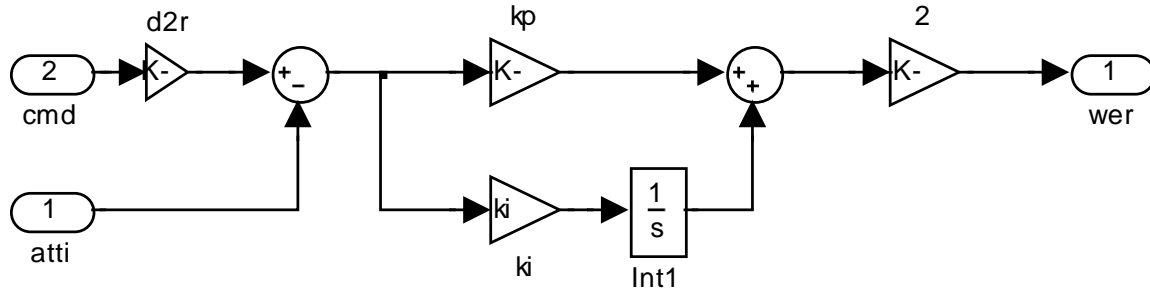 d2r
kp
2
2
K-
+
−
K-
+
+
K-
1
cmd
wer
1
ki
1
s
atti
ki
Int1